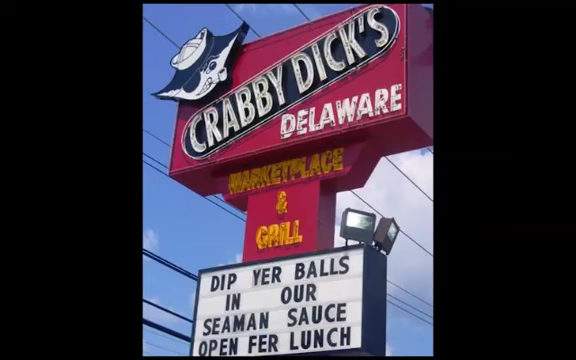 CRABBY DICK'S
DELAWARE
MARKETPLACE
&
GRILL
DIP YER BALLS
IN OUR
SEAMAN SAUCE
OPEN FER LUNCH